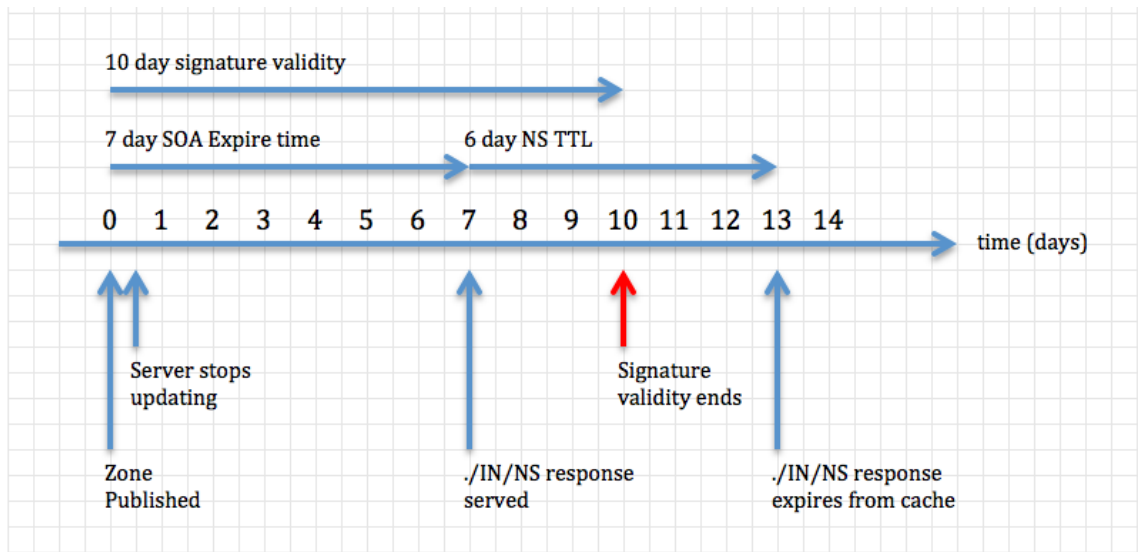 10 day signature validity
7 day SOA Expire time
6 day NS TTL
0 1 2 3 4 5 6 7 8 9 10 11 12 13 14
time (days)
Server stops
updating
Signature
validity ends
Zone
Published
./IN/NS response
served
./IN/NS response
expires from cache